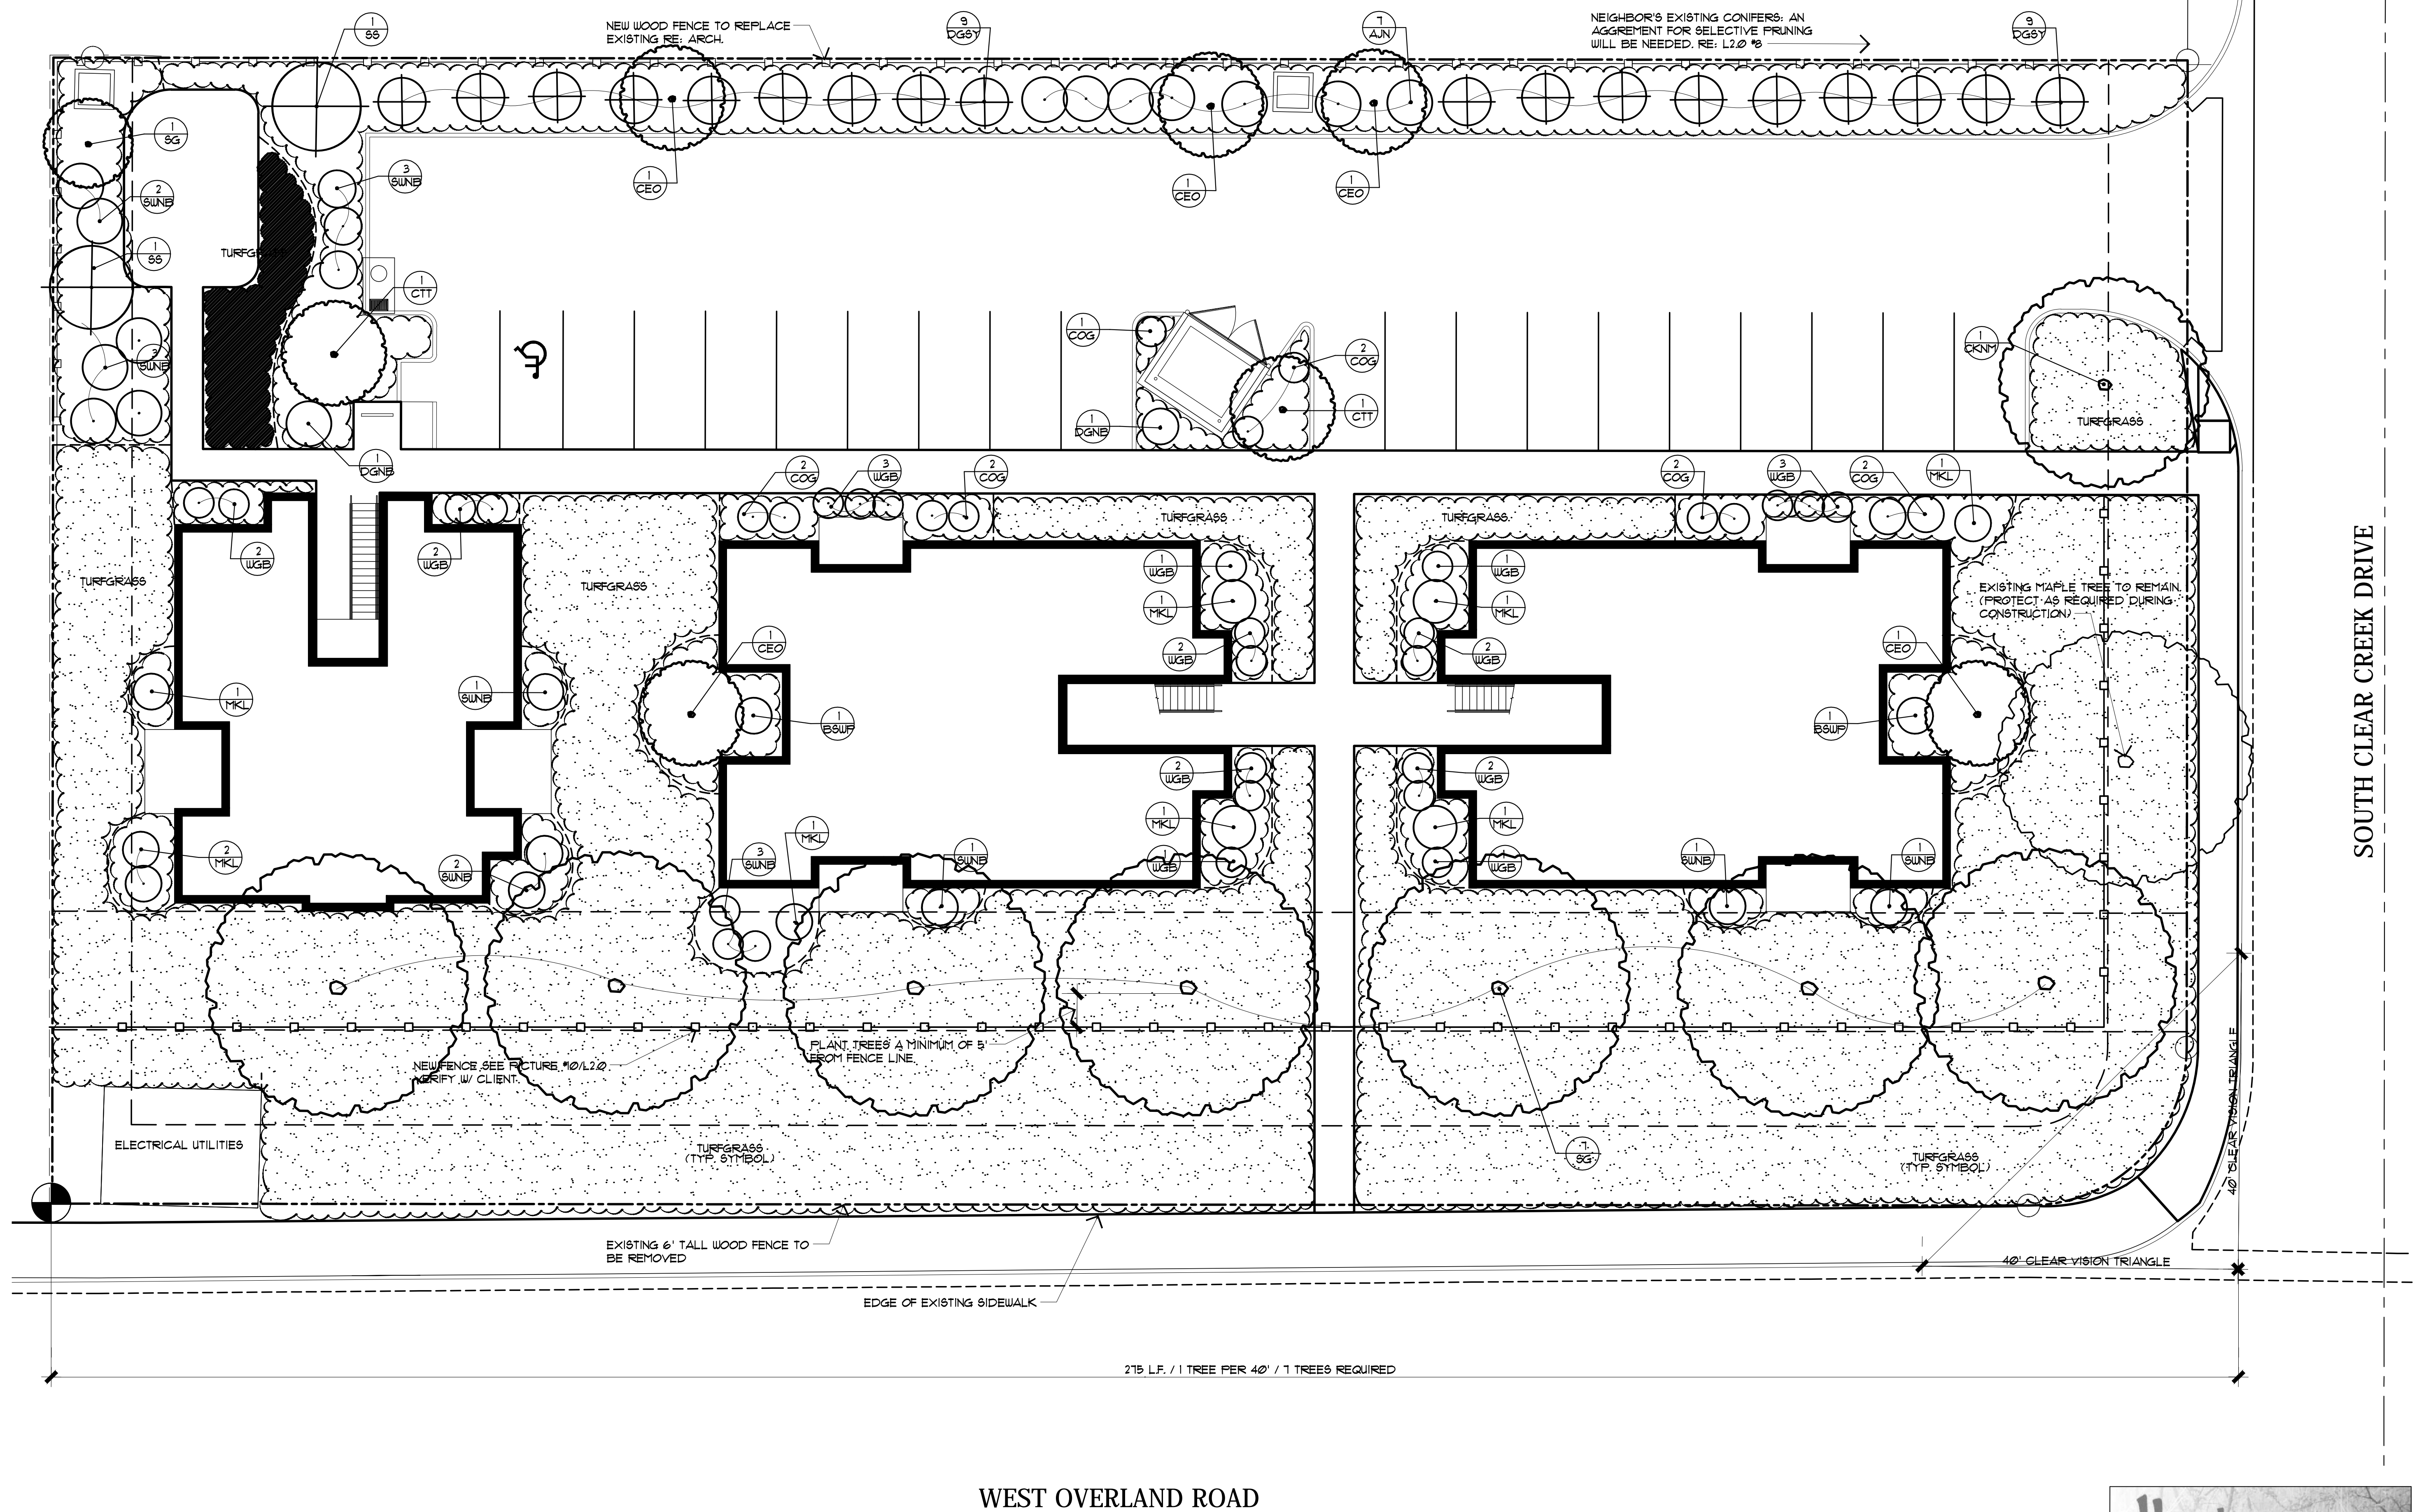 1
SS
NEW WOOD FENCE TO REPLACE
EXISTING RE: ARCH.
9
DGSY
7
AJN
NEIGHBOR'S EXISTING CONIFERS: AN
AGGREMENT FOR SELECTIVE PRUNING
WILL BE NEEDED. RE: L2.0 #8
9
DGSY
1
SG
3
SWNB
1
CEO
1
CEO
1
CEO
2
SWNB
1
SS
TURFGRASS
1
CTT
1
COG
2
COG
1
CKNM
3
SWNB
1
CTT
1
DGNB
TURFGRASS
1
DGNB
2
COG
3
WGB
2
COG
2
COG
3
WGB
2
COG
1
MKL
TURFGRASS
TURFGRASS
2
WGB
2
WGB
1
WGB
1
WGB
TURFGRASS
TURFGRASS
1
MKL
1
MKL
EXISTING MAPLE TREE TO REMAIN.
(PROTECT AS REQUIRED DURING
CONSTRUCTION)
1
CEO
2
WGB
2
WGB
1
CEO
1
MKL
1
SWNB
1
BSWP
1
BSWP
2
WGB
2
WGB
1
MKL
1
MKL
1
MKL
2
MKL
2
SWNB
3
SWNB
1
SWNB
1
WGB
1
WGB
1
SWNB
1
SWNB
SOUTH CLEAR CREEK DRIVE
PLANT TREES A MINIMUM OF 5'
FROM FENCE LINE.
NEW FENCE SEE PICTURE #10/L2.0
VERIFY W/ CLIENT.
40' CLEAR VISION TRIANGLE
ELECTRICAL UTILITIES
TURFGRASS
(TYP. SYMBOL)
7
SG
TURFGRASS
(TYP. SYMBOL)
EXISTING 6' TALL WOOD FENCE TO
BE REMOVED
40' CLEAR VISION TRIANGLE
EDGE OF EXISTING SIDEWALK
275 L.F. / 1 TREE PER 40' / 7 TREES REQUIRED
WEST OVERLAND ROAD